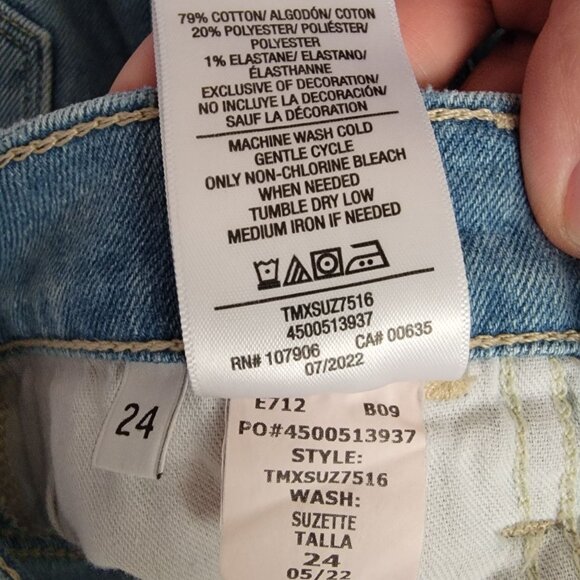 79% COTTON/ ALGODÓN/ COTON
20% POLYESTER/ POLIÉSTER/
POLYESTER
1% ELASTANE/ ELASTANO/
ÉLASTHANNE
EXCLUSIVE OF DECORATION/
NO INCLUYE LA DECORACIÓN/
SAUF LA DÉCORATION
MACHINE WASH COLD
GENTLE CYCLE
ONLY NON-CHLORINE BLEACH
WHEN NEEDED
TUMBLE DRY LOW
MEDIUM IRON IF NEEDED
TMXSUZ7516
4500513937
RN# 107906 CA# 00635
07/2022
24
E712 B09
PO#4500513937
STYLE:
TMXSUZ7516
WASH:
SUZETTE
TALLA
24
05/22